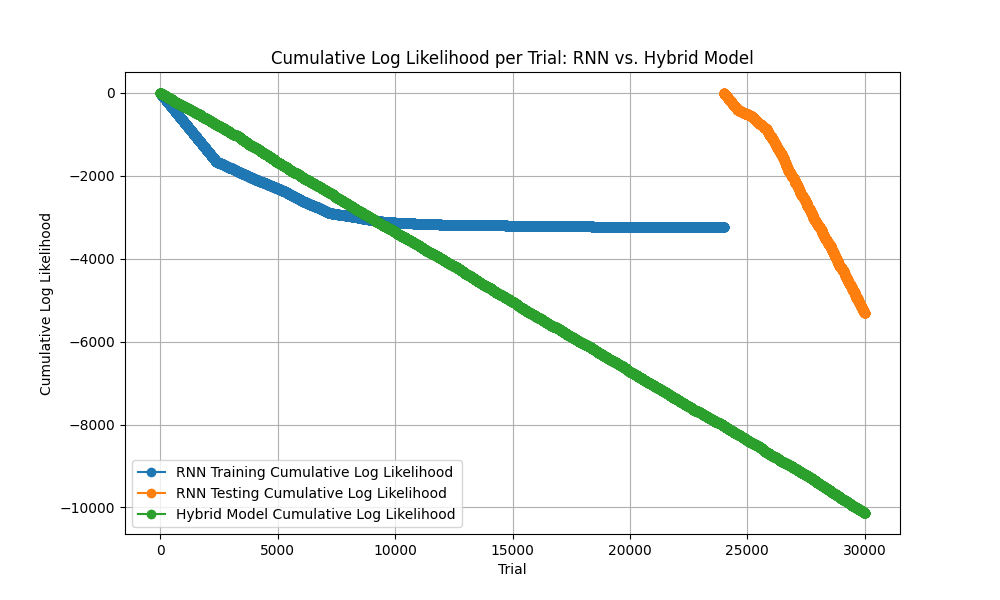 Cumulative Log Likelihood per Trial: RNN vs. Hybrid Model
Cumulative Log Likelihood
0
−2000
−4000
−6000
−8000
−10000
RNN Training Cumulative Log Likelihood
RNN Testing Cumulative Log Likelihood
Hybrid Model Cumulative Log Likelihood
0 5000 10000 15000 20000 25000 30000
Trial